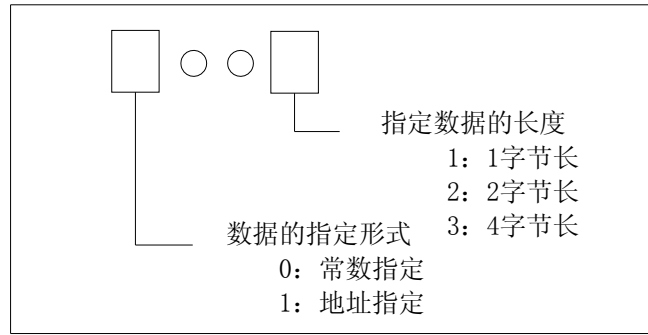 指定数据的长度
1：1字节长
2：2字节长
3：4字节长
数据的指定形式
0：常数指定
1：地址指定